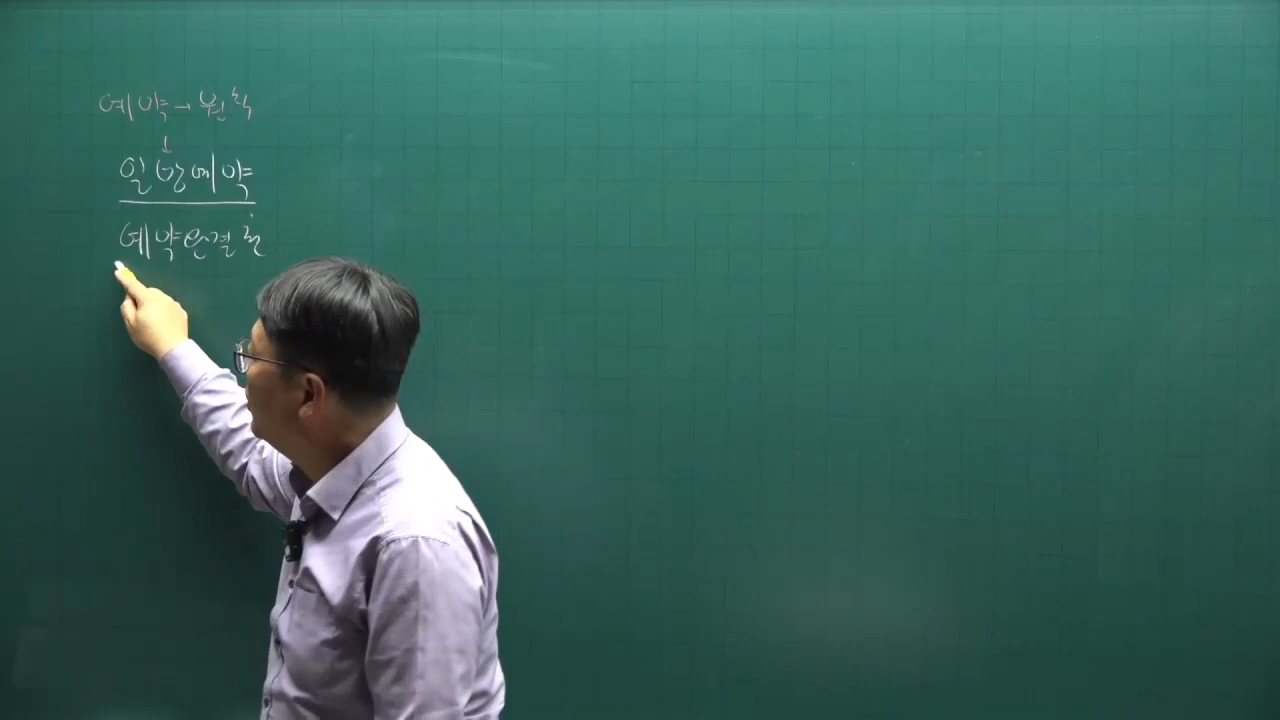 예약 → 원칙
↓
일방예약
예약완결권